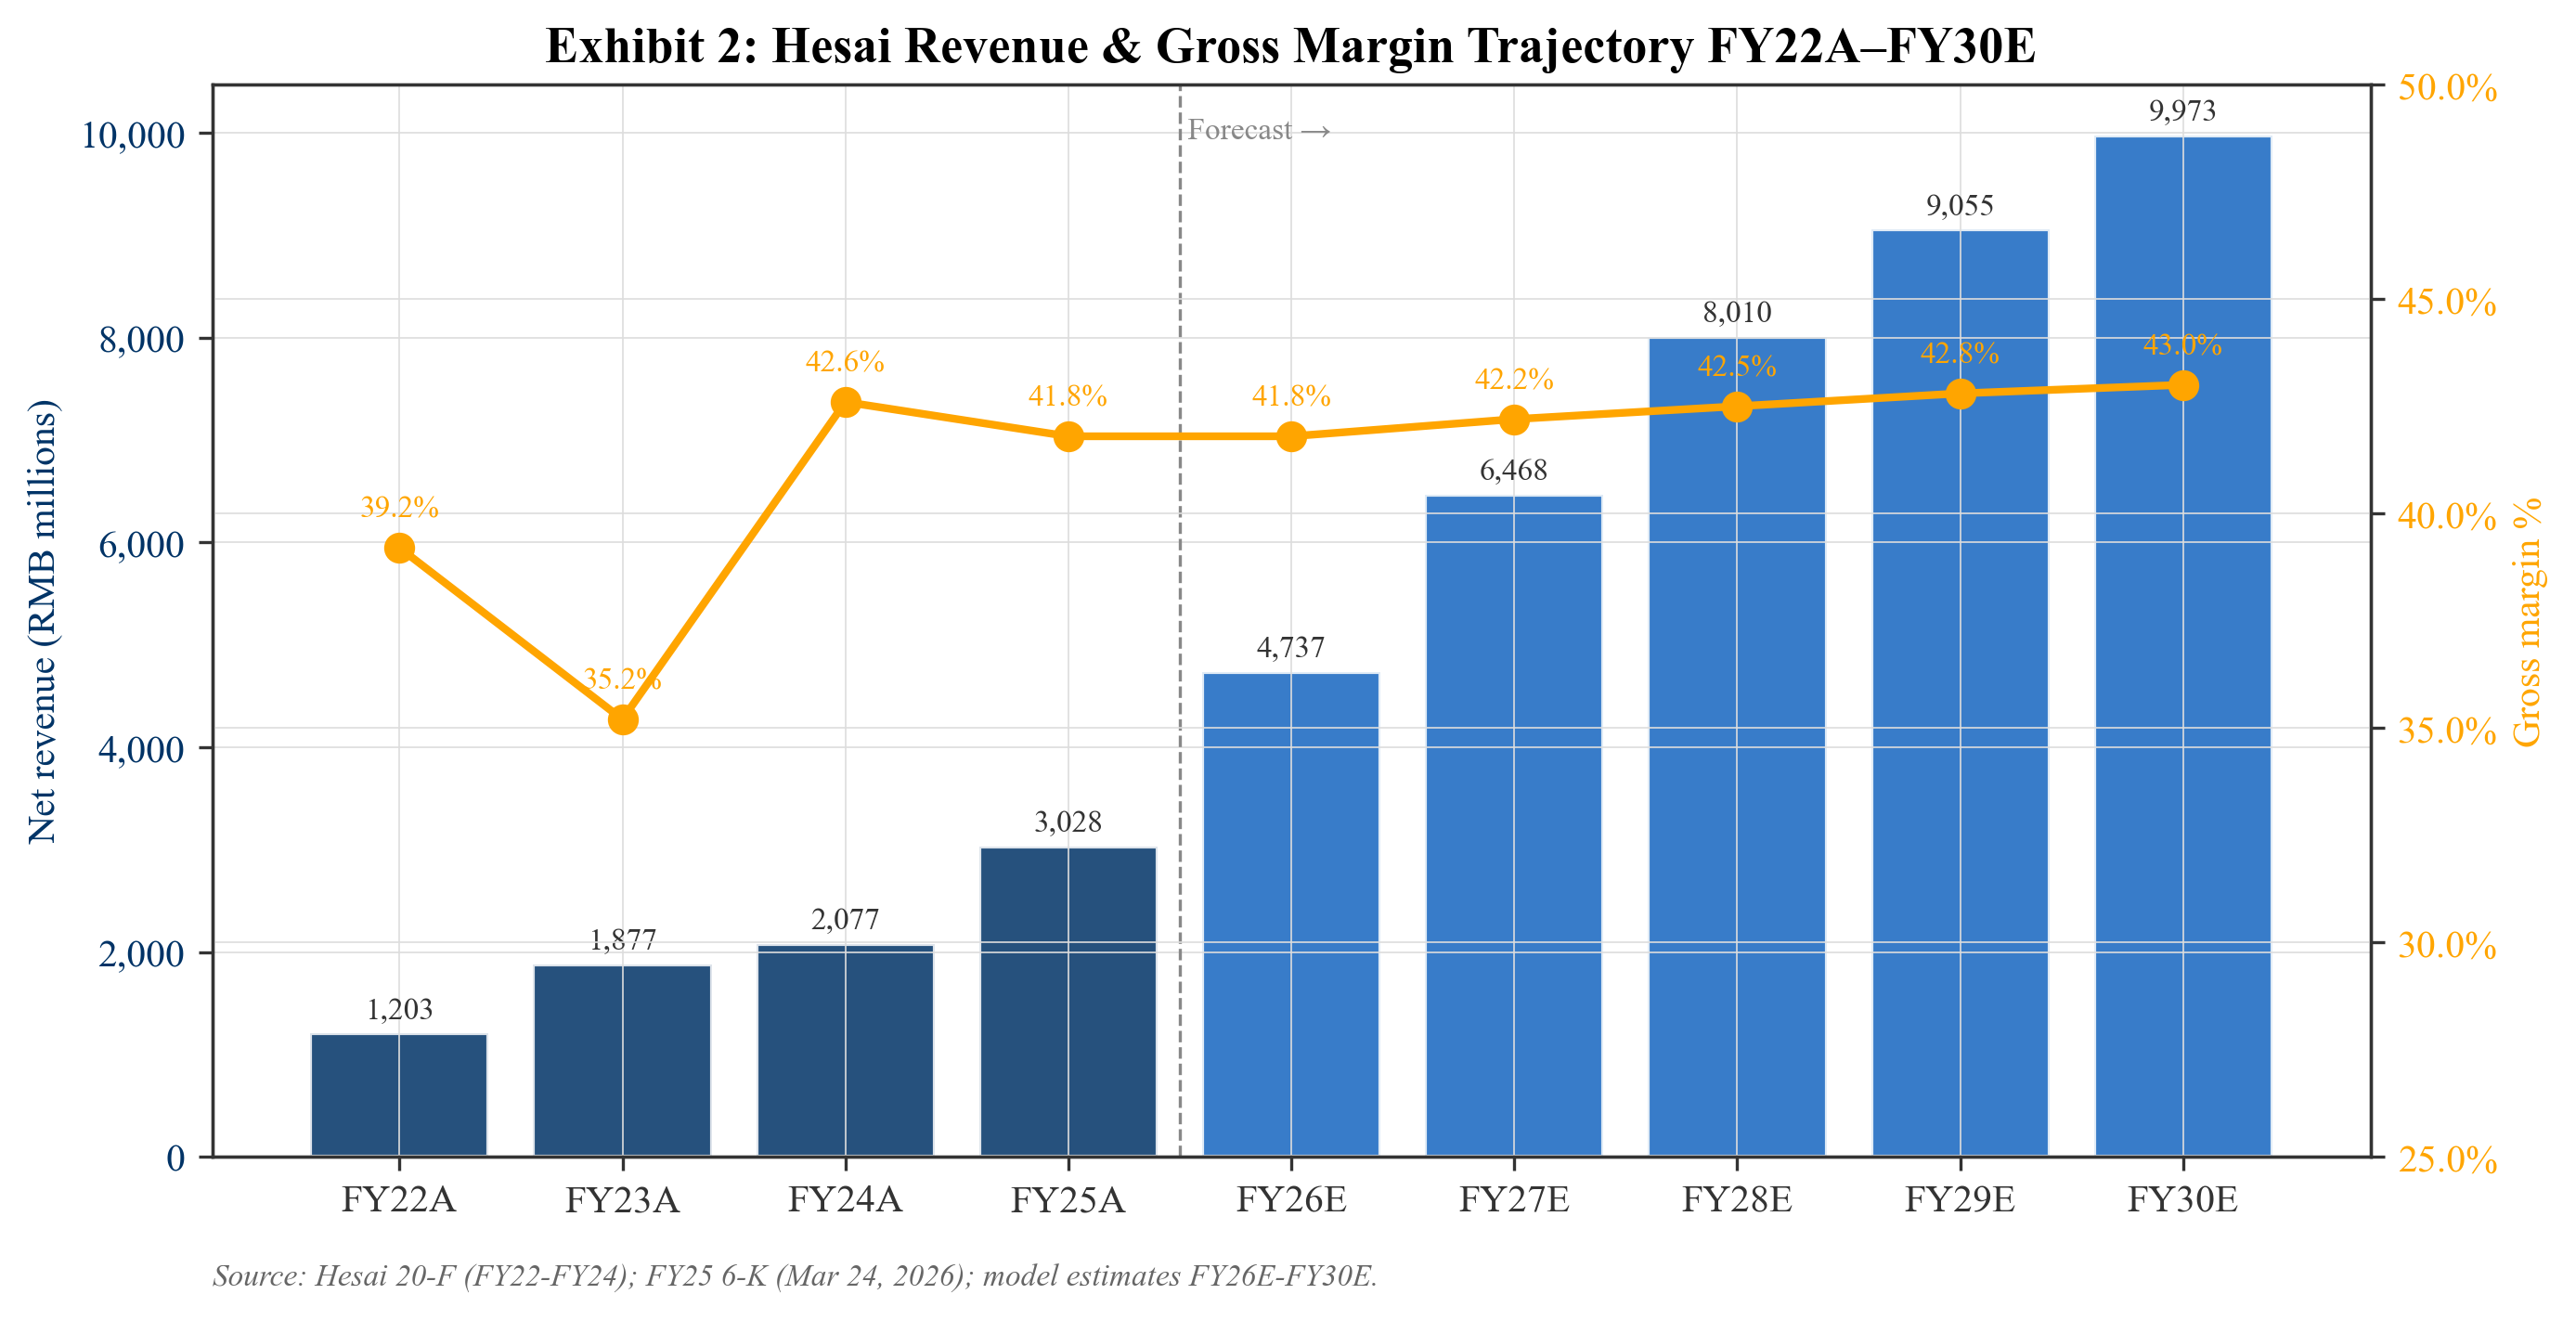 Exhibit 2: Hesai Revenue & Gross Margin Trajectory FY22A–FY30E
Net revenue (RMB millions)
10,000
8,000
6,000
4,000
2,000
0
50.0%
45.0%
40.0%
35.0%
30.0%
25.0%
Gross margin %
Forecast →
1,203
1,877
2,077
3,028
4,737
6,468
8,010
9,055
9,973
39.2%
35.2%
42.6%
41.8%
41.8%
42.2%
42.5%
42.8%
43.0%
FY22A
FY23A
FY24A
FY25A
FY26E
FY27E
FY28E
FY29E
FY30E
Source: Hesai 20-F (FY22-FY24); FY25 6-K (Mar 24, 2026); model estimates FY26E-FY30E.